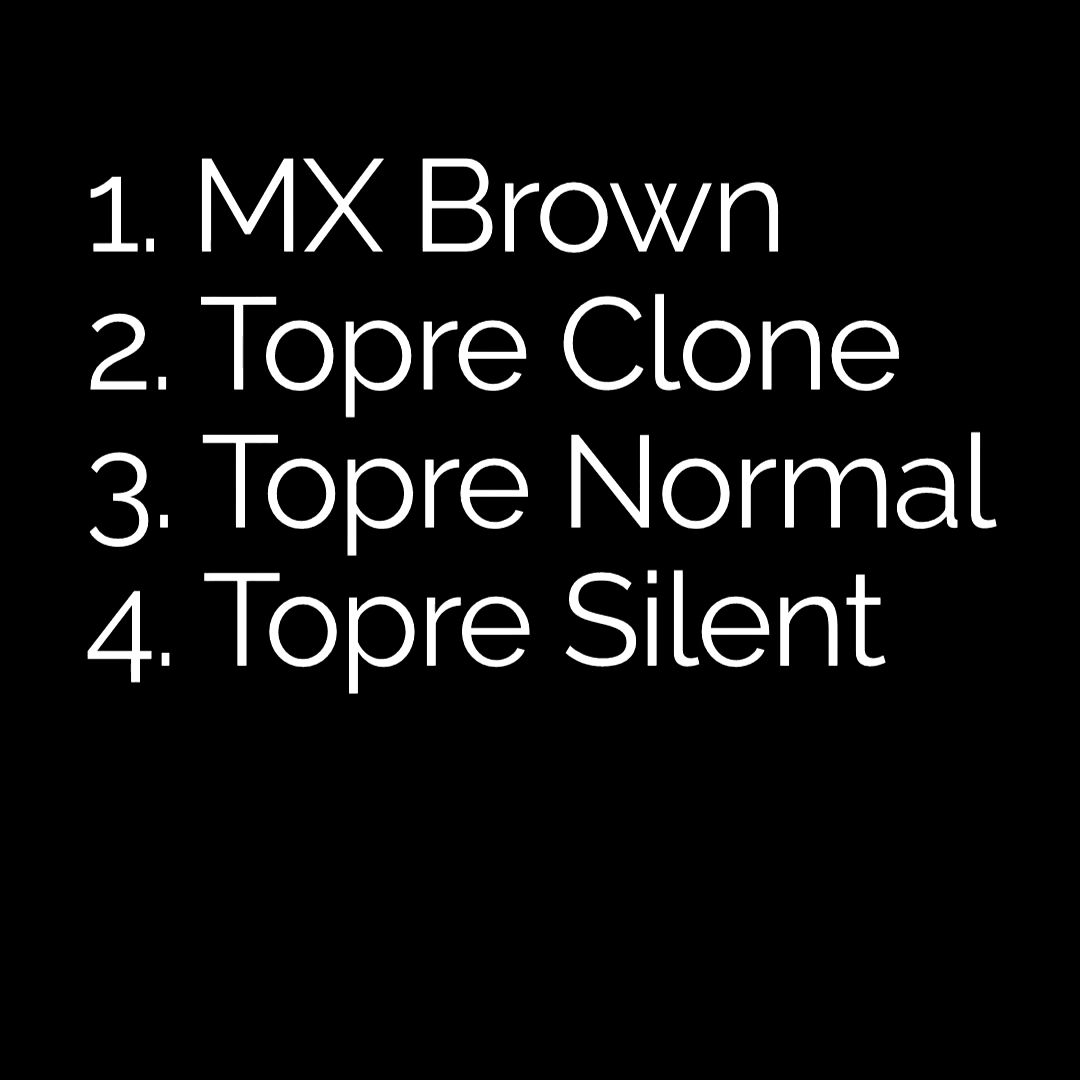 1. MX Brown
2. Topre Clone
3. Topre Normal
4. Topre Silent